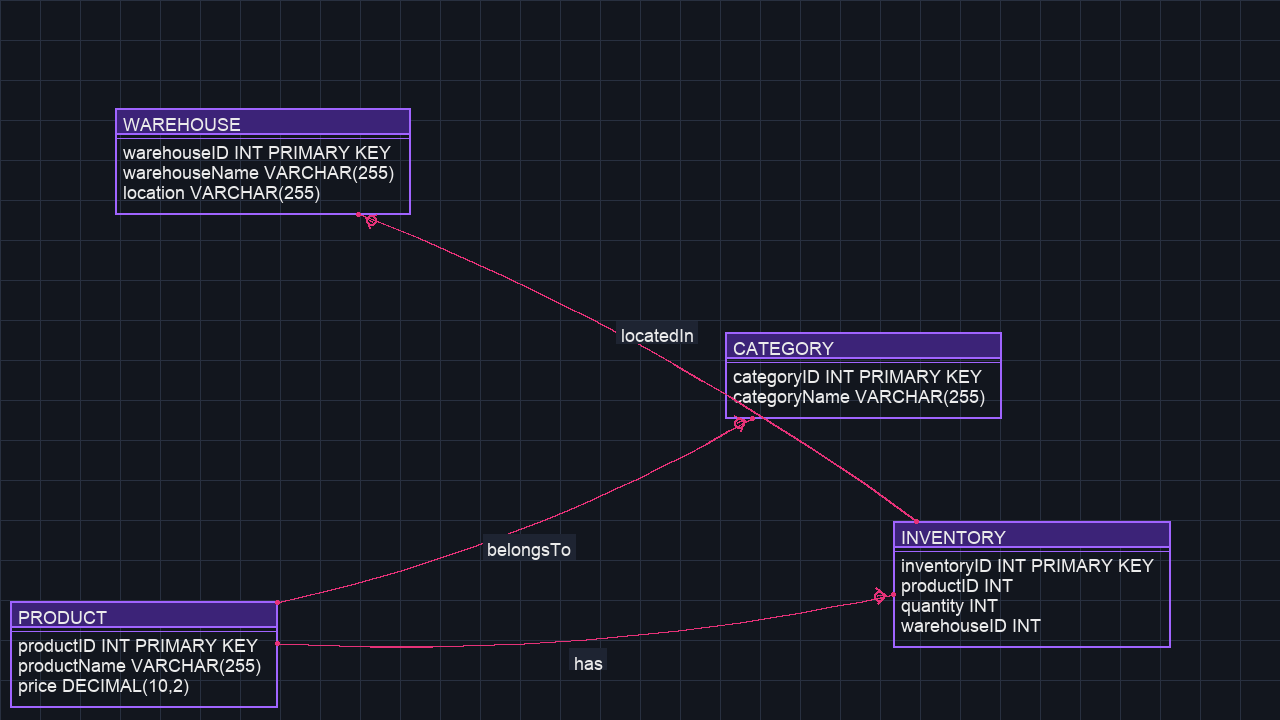 WAREHOUSE
warehouseID INT PRIMARY KEY
warehouseName VARCHAR(255)
location VARCHAR(255)
locatedIn
CATEGORY
categoryID INT PRIMARY KEY
categoryName VARCHAR(255)
belongsTo
INVENTORY
inventoryID INT PRIMARY KEY
productID INT
quantity INT
warehouseID INT
PRODUCT
productID INT PRIMARY KEY
productName VARCHAR(255)
price DECIMAL(10,2)
has